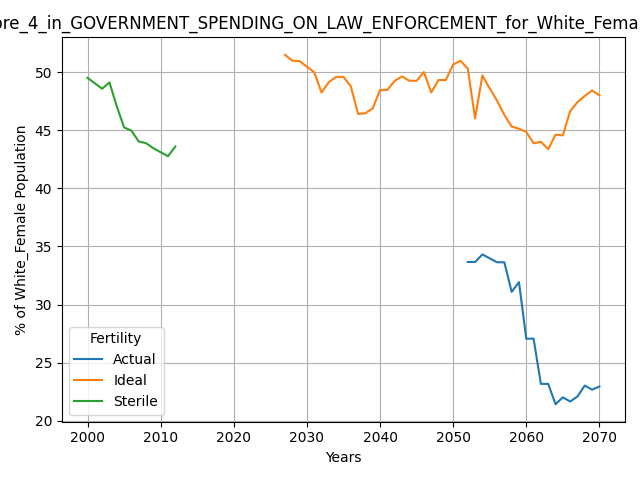 ore_4_in_GOVERNMENT_SPENDING_ON_LAW_ENFORCEMENT_for_White_Fema
% of White_Female Population
50
45
40
35
30
25
20
Fertility
Actual
Ideal
Sterile
2000 2010 2020 2030 2040 2050 2060 2070
Years